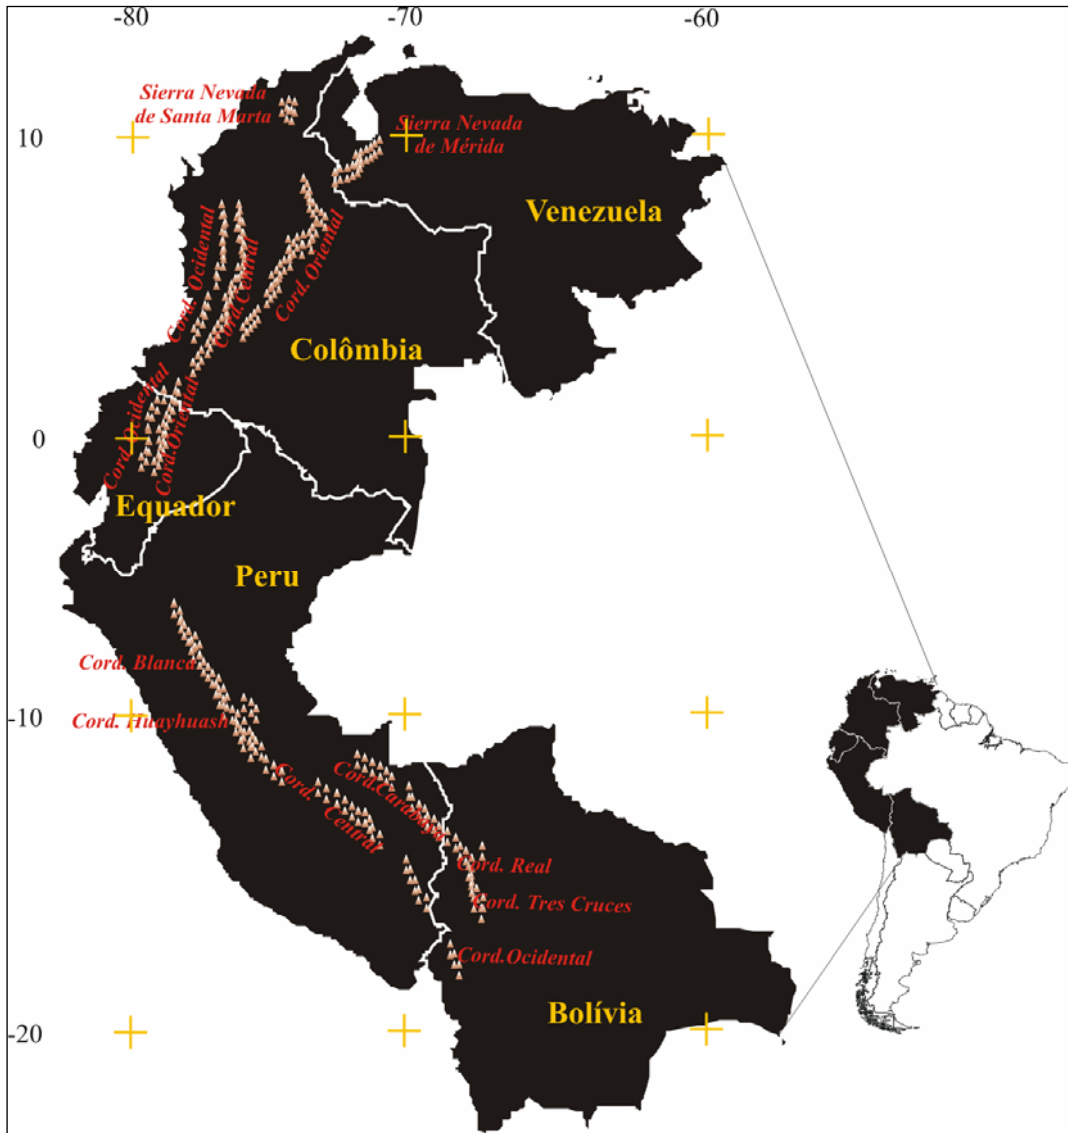 -80 -70 -60
Sierra Nevada
de Santa Marta
10
Sierra Nevada
de Mérida
Venezuela
Cord. Ocidental
Cord.Central
Cord. Oriental
Colômbia
Cord. Ocidental
Cord.Oriental
0
Equador
Peru
Cord. Blanca
-10
Cord. Huayhuash
Cord. Central
Cord.Carabaya
Cord. Real
Cord. Tres Cruces
Cord.Ocidental
Bolívia
-20